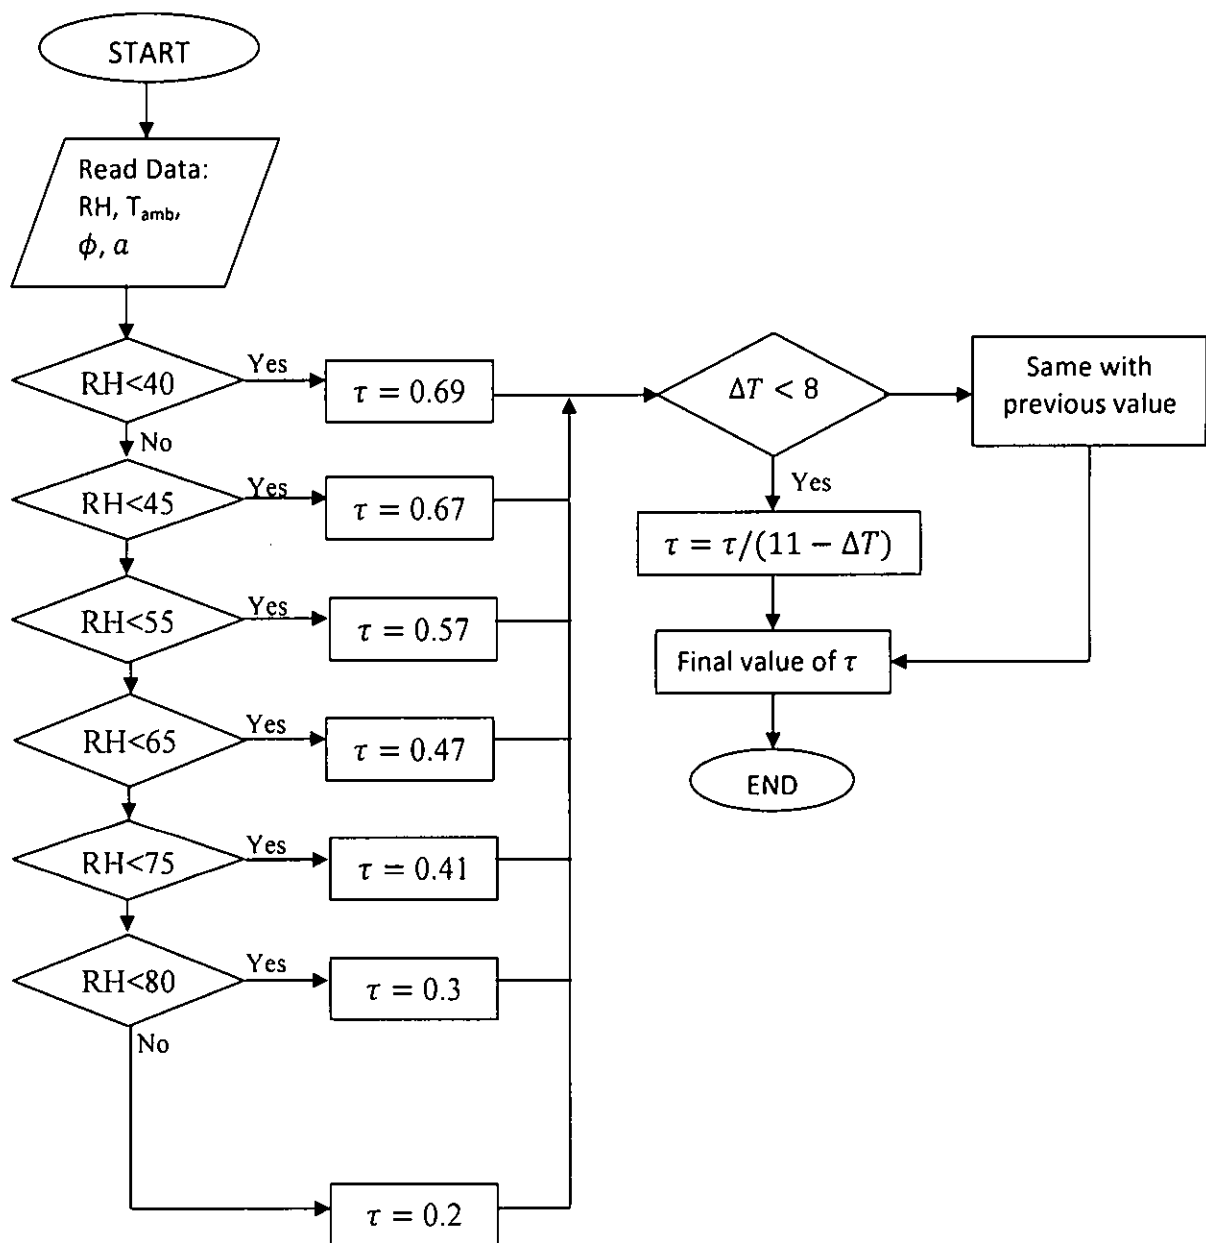 START
Read Data:
RH, Tamb,
ϕ, a
RH<40
Yes
τ = 0.69
No
RH<45
Yes
τ = 0.67
RH<55
Yes
τ = 0.57
RH<65
Yes
τ = 0.47
RH<75
Yes
τ = 0.41
RH<80
Yes
τ = 0.3
No
τ = 0.2
ΔT < 8
Same with
previous value
Yes
τ = τ/(11 − ΔT)
Final value of τ
END